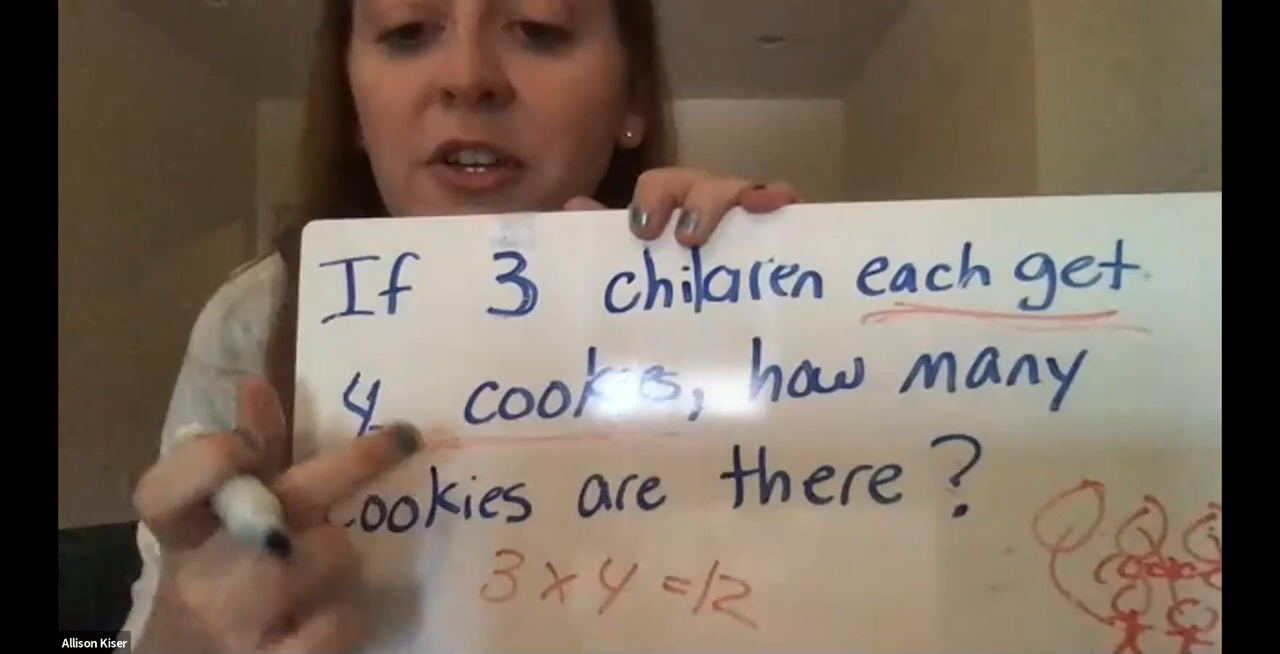 If 3 children each get
4 cookies, how many
cookies are there?
3 x 4 = 12
Allison Kiser